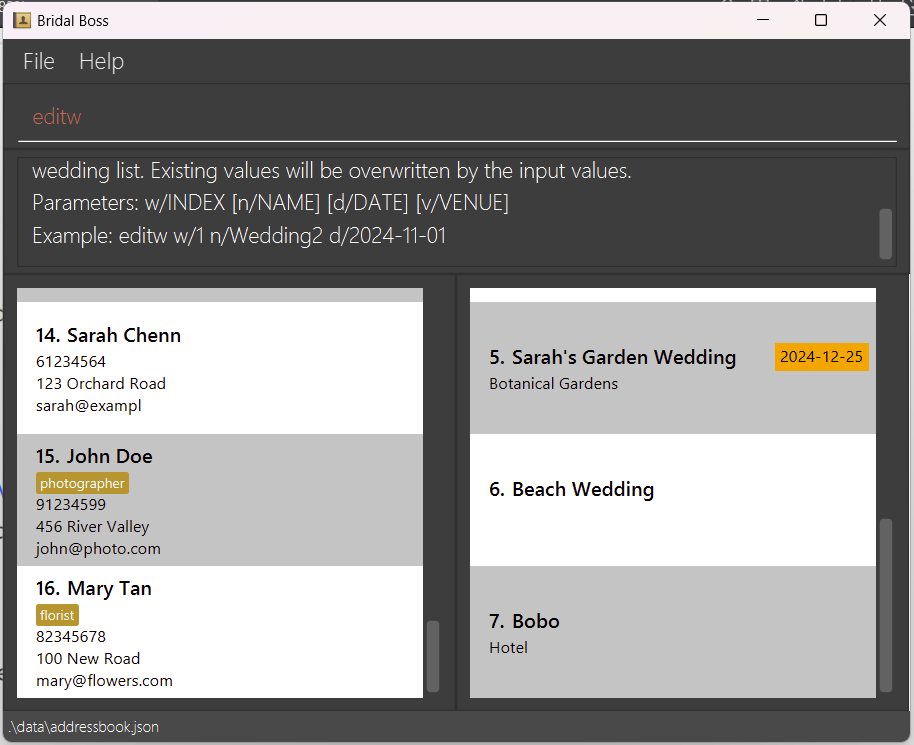 Bridal Boss
File Help
editw
wedding list. Existing values will be overwritten by the input values.
Parameters: w/INDEX [n/NAME] [d/DATE] [v/VENUE]
Example: editw w/1 n/Wedding2 d/2024-11-01
14. Sarah Chenn
61234564
123 Orchard Road
sarah@exampl
15. John Doe
photographer
91234599
456 River Valley
john@photo.com
16. Mary Tan
florist
82345678
100 New Road
mary@flowers.com
5. Sarah's Garden Wedding
2024-12-25
Botanical Gardens
6. Beach Wedding
7. Bobo
Hotel
.\data\addressbook.json